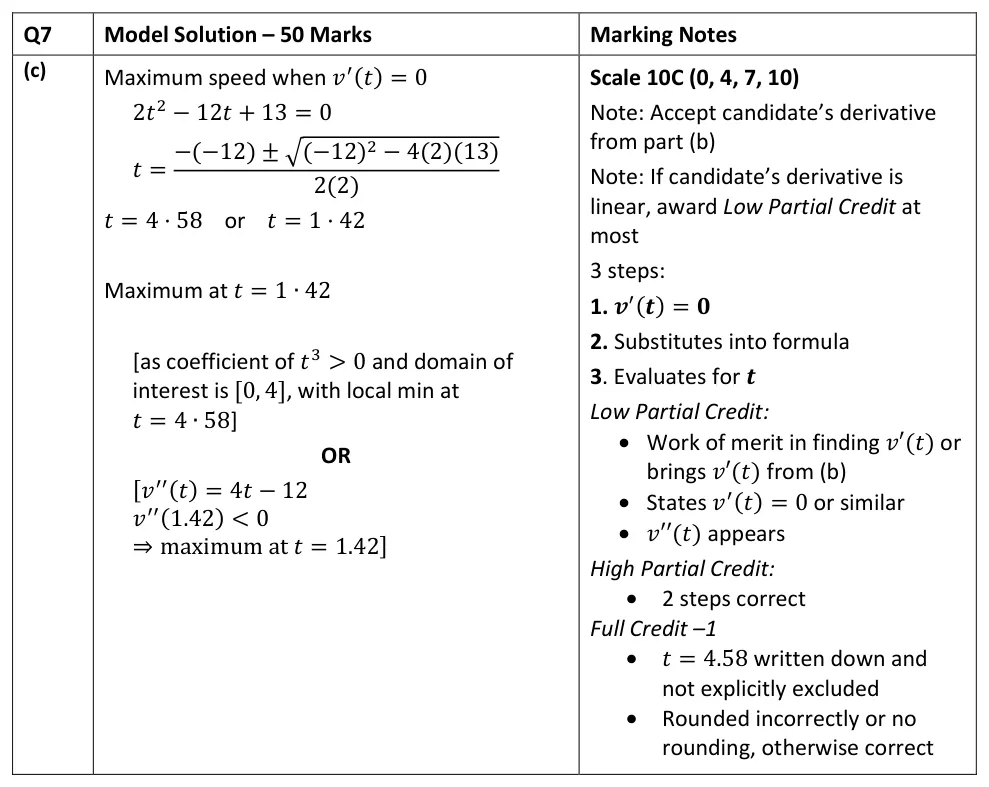 Q7
Model Solution – 50 Marks
Marking Notes
(c)
Maximum speed when v′(t) = 0
2t² − 12t + 13 = 0
t = (−(−12) ± √((−12)² − 4(2)(13))) / 2(2)
t = 4 · 58 or t = 1 · 42
Maximum at t = 1 · 42
[as coefficient of t³ > 0 and domain of
interest is [0, 4], with local min at
t = 4 · 58]
OR
[v′′(t) = 4t − 12
v′′(1.42) < 0
⇒ maximum at t = 1.42]
Scale 10C (0, 4, 7, 10)
Note: Accept candidate’s derivative
from part (b)
Note: If candidate’s derivative is
linear, award Low Partial Credit at
most
3 steps:
1. v′(t) = 0
2. Substitutes into formula
3. Evaluates for t
Low Partial Credit:
• Work of merit in finding v′(t) or
brings v′(t) from (b)
• States v′(t) = 0 or similar
• v′′(t) appears
High Partial Credit:
• 2 steps correct
Full Credit –1
• t = 4.58 written down and
not explicitly excluded
• Rounded incorrectly or no
rounding, otherwise correct